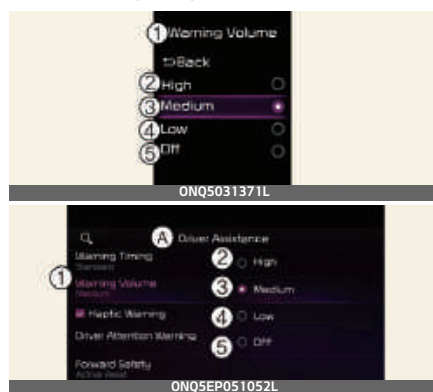 ① Warning Volume
⮌Back
② High
③ Medium
④ Low
⑤ Off
ONQ5031371L
Ⓐ Driver Assistance
Warning Timing
Standard
② High
① Warning Volume
Medium
③ Medium
Haptic Warning
④ Low
Driver Attention Warning
⑤ Off
Forward Safety
Active Assist
ONQ5EP051052L